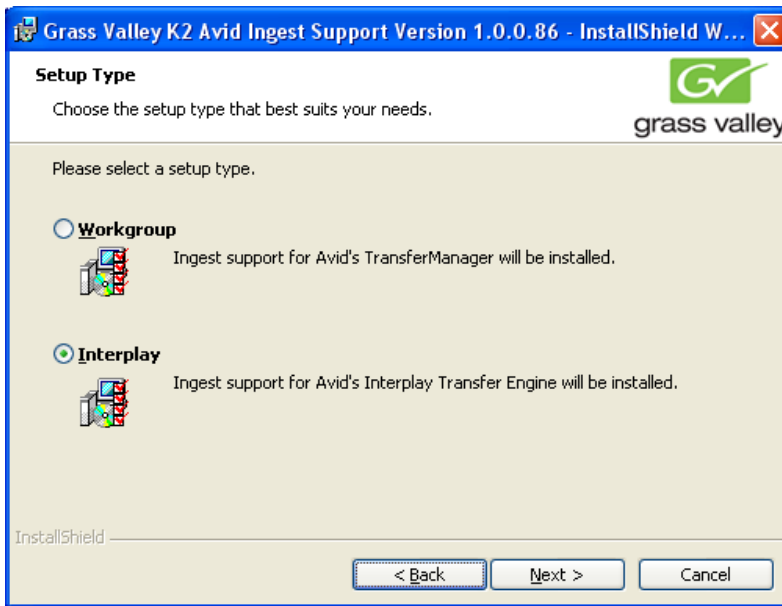 Grass Valley K2 Avid Ingest Support Version 1.0.0.86 - InstallShield W...
Setup Type
Choose the setup type that best suits your needs.
GV
grass valley
Please select a setup type.
Workgroup
Ingest support for Avid's TransferManager will be installed.
Interplay
Ingest support for Avid's Interplay Transfer Engine will be installed.
InstallShield
< Back
Next >
Cancel